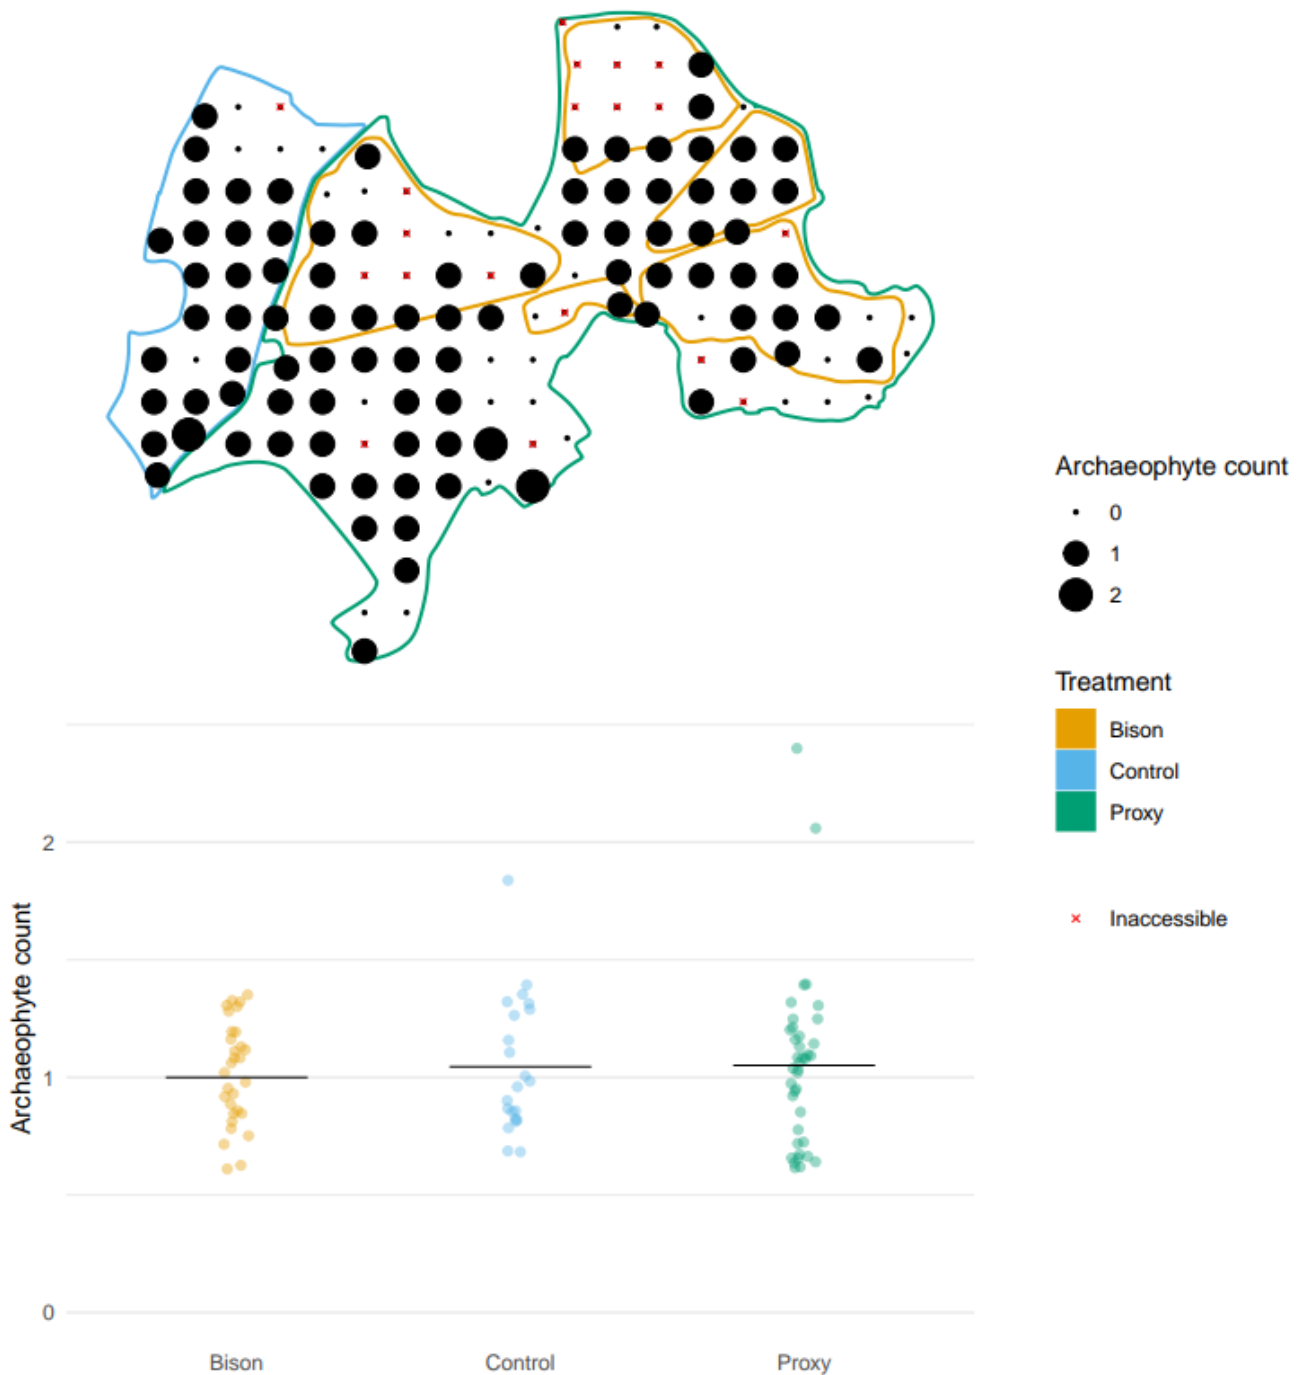 Archaeophyte count
0
1
2
Treatment
Bison
Control
Proxy
Inaccessible
Archaeophyte count
2
1
0
Bison
Control
Proxy